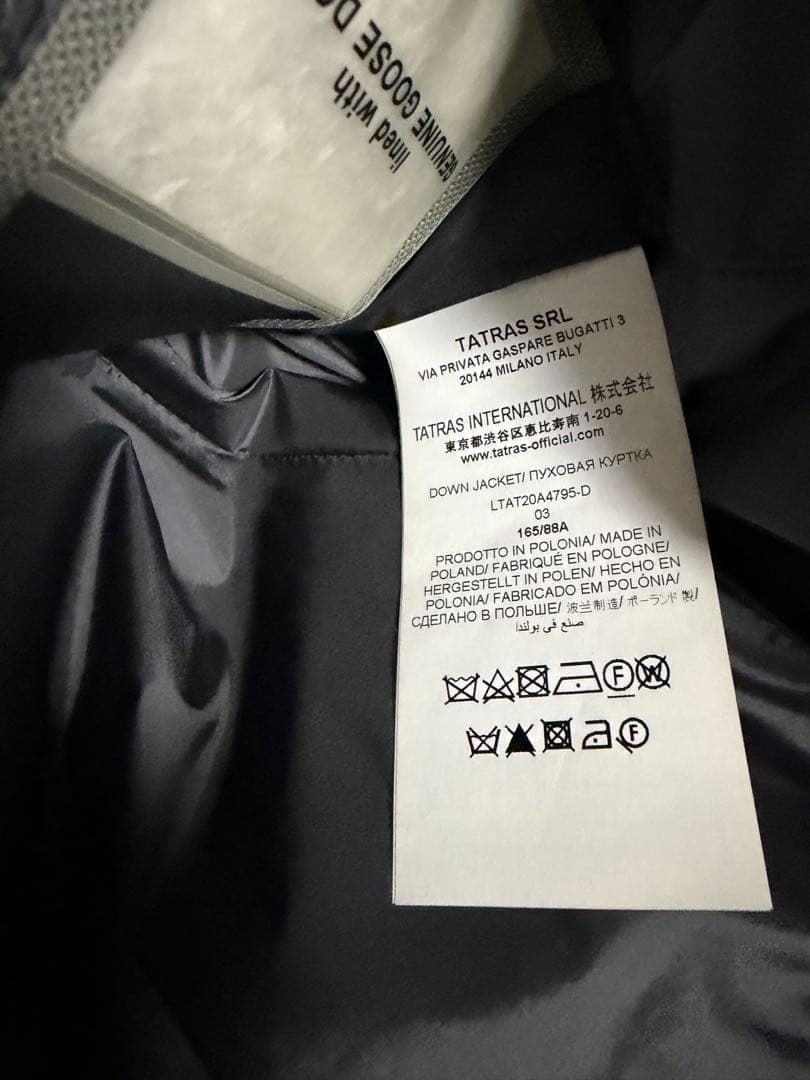 lined with
GENUINE GOOSE
TATRAS SRL
VIA PRIVATA GASPARE BUGATTI 3
20144 MILANO ITALY
TATRAS INTERNATIONAL 株式会社
東京都渋谷区恵比寿南 1-20-6
www.tatras-official.com
DOWN JACKET/ ПУХОВАЯ КУРТКА
LTAT20A4795-D
03
165/88A
PRODOTTO IN POLONIA/ MADE IN
POLAND/ FABRIQUÉ EN POLOGNE/
HERGESTELLT IN POLEN/ HECHO EN
POLONIA/ FABRICADO EM POLÓNIA/
СДЕЛАНО В ПОЛЬШЕ/ 波兰制造/ ポーランド製/
صنع في بولندا
F W
F